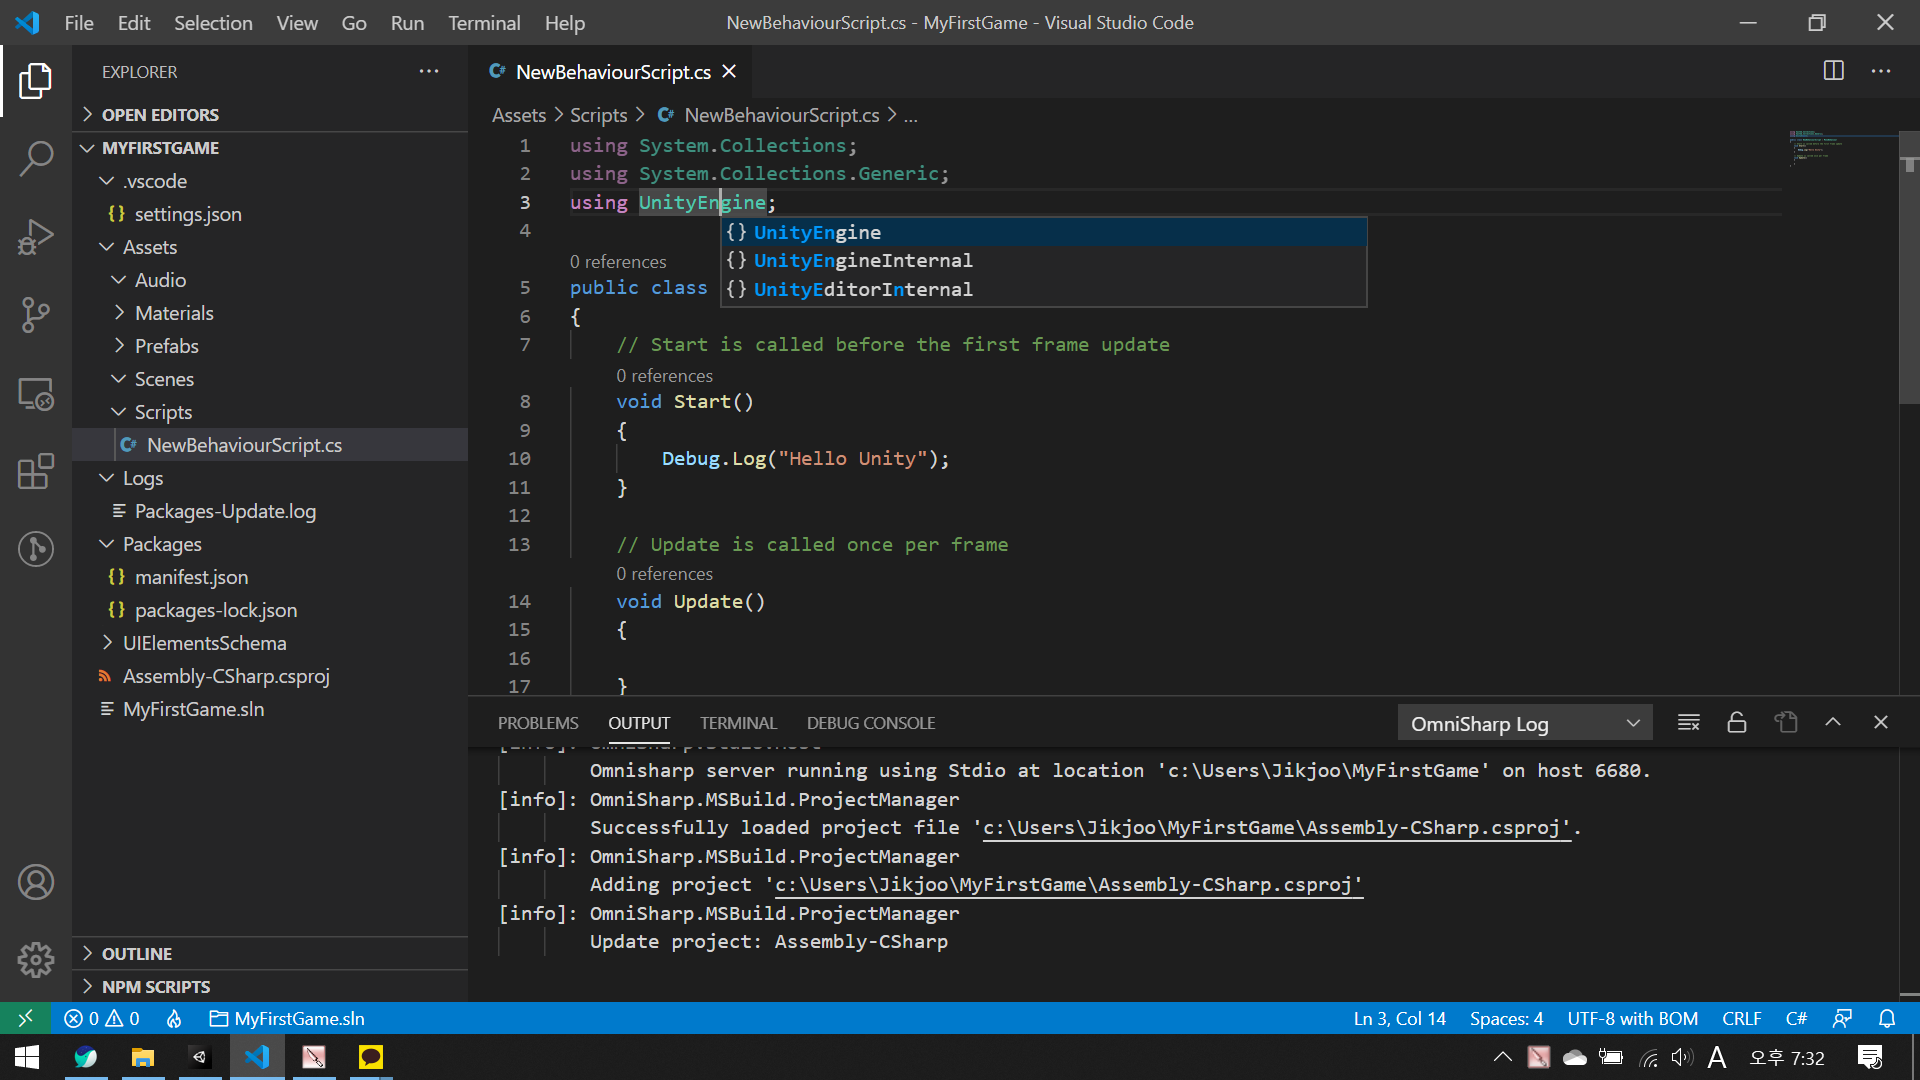 File Edit Selection View Go Run Terminal Help
NewBehaviourScript.cs - MyFirstGame - Visual Studio Code
EXPLORER
OPEN EDITORS
MYFIRSTGAME
.vscode
{} settings.json
Assets
Audio
Materials
Prefabs
Scenes
Scripts
C# NewBehaviourScript.cs
Logs
Packages-Update.log
Packages
{} manifest.json
{} packages-lock.json
UIElementsSchema
Assembly-CSharp.csproj
MyFirstGame.sln
OUTLINE
NPM SCRIPTS
C# NewBehaviourScript.cs
Assets > Scripts > C# NewBehaviourScript.cs > ...
1 using System.Collections;
2 using System.Collections.Generic;
3 using UnityEngine;
4
{} UnityEngine
{} UnityEngineInternal
{} UnityEditorInternal
0 references
5 public class
6 {
7 // Start is called before the first frame update
0 references
8 void Start()
9 {
10 Debug.Log("Hello Unity");
11 }
12
13 // Update is called once per frame
0 references
14 void Update()
15 {
16
17 }
PROBLEMS OUTPUT TERMINAL DEBUG CONSOLE
OmniSharp Log
Omnisharp server running using Stdio at location 'c:\Users\Jikjoo\MyFirstGame' on host 6680.
[info]: OmniSharp.MSBuild.ProjectManager
Successfully loaded project file 'c:\Users\Jikjoo\MyFirstGame\Assembly-CSharp.csproj'.
[info]: OmniSharp.MSBuild.ProjectManager
Adding project 'c:\Users\Jikjoo\MyFirstGame\Assembly-CSharp.csproj'
[info]: OmniSharp.MSBuild.ProjectManager
Update project: Assembly-CSharp
0 0 MyFirstGame.sln
Ln 3, Col 14 Spaces: 4 UTF-8 with BOM CRLF C#
A 오후 7:32